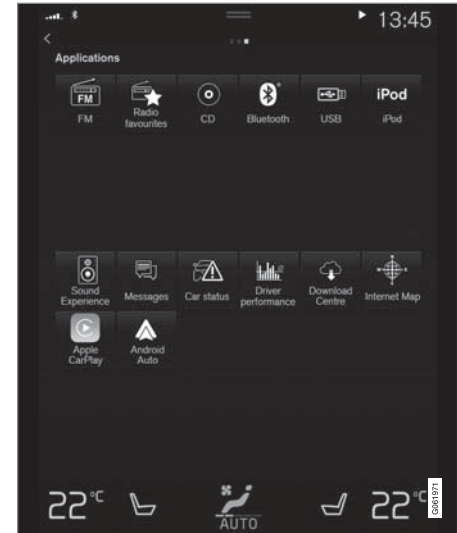 13:45
Applications
FM
FM
Radio favourites
CD
Bluetooth
USB
iPod
iPod
Sound Experience
Messages
Car status
Driver performance
Download Centre
Internet Map
Apple CarPlay
Android Auto
22°C
AUTO
22°C
G061971